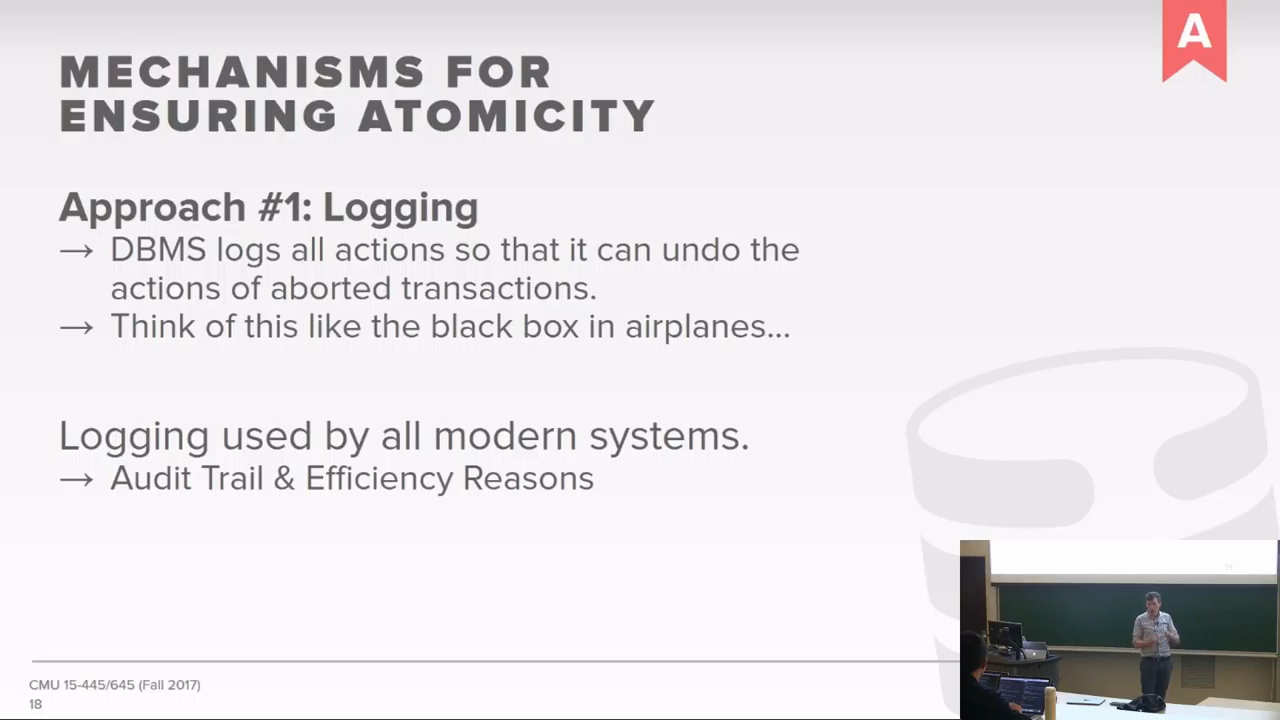 A
MECHANISMS FOR
ENSURING ATOMICITY
Approach #1: Logging
→ DBMS logs all actions so that it can undo the
actions of aborted transactions.
→ Think of this like the black box in airplanes...
Logging used by all modern systems.
→ Audit Trail & Efficiency Reasons
CMU 15-445/645 (Fall 2017)
18